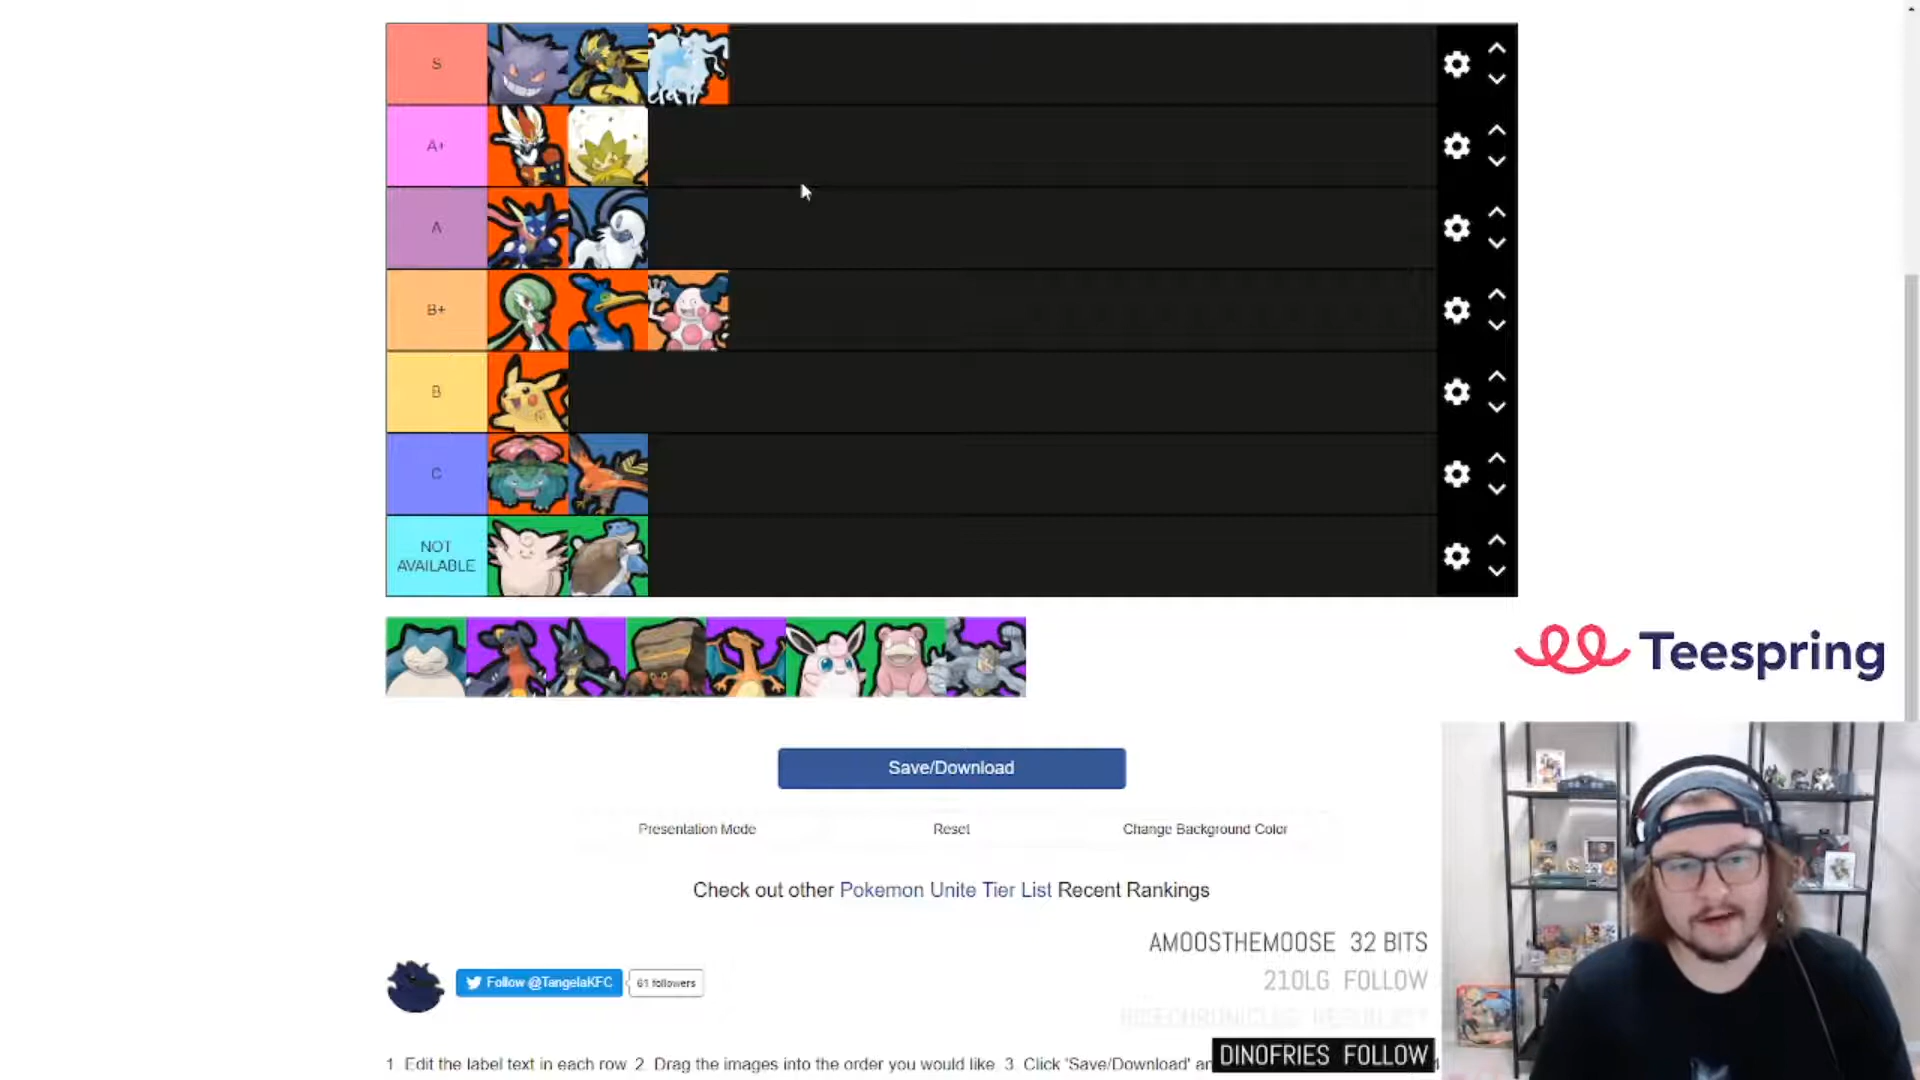 S
A+
A
B+
B
C
NOT
AVAILABLE
Teespring
Save/Download
Presentation Mode
Reset
Change Background Color
Check out other Pokemon Unite Tier List Recent Rankings
AMOOSTHEMOOSE 32 BITS
210LG FOLLOW
Follow @TangelaKFC
61 followers
DINOFRIES FOLLOW
1. Edit the label text in each row. 2. Drag the images into the order you would like. 3. Click 'Save/Download'